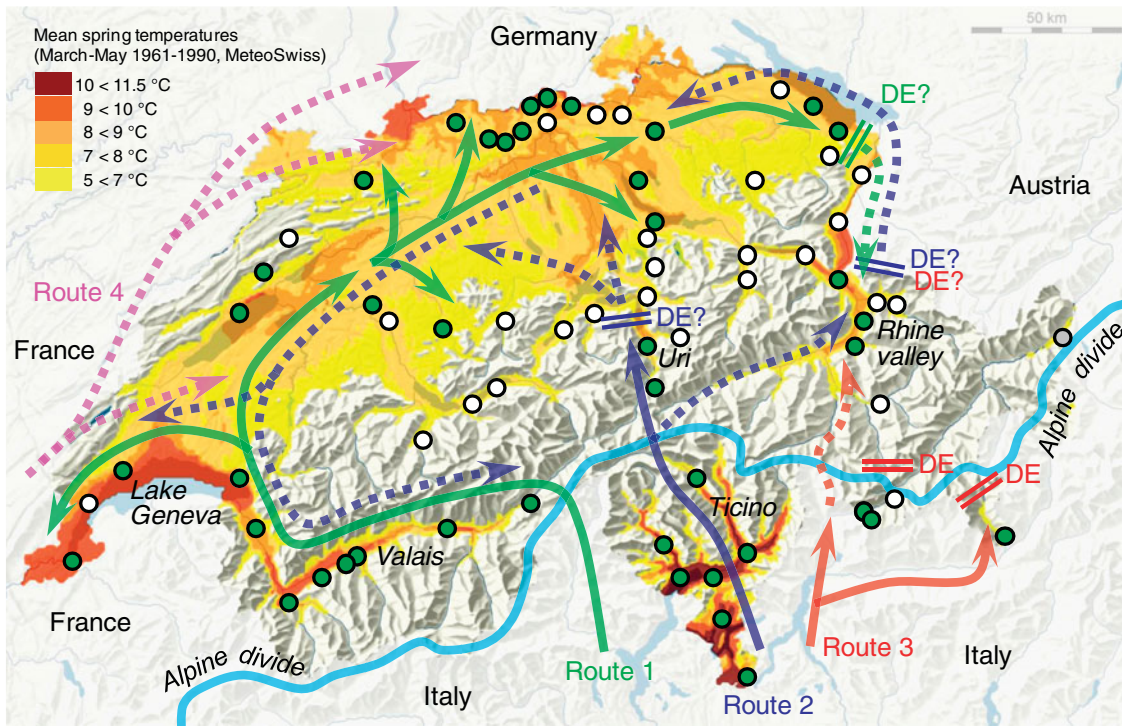 Mean spring temperatures
(March-May 1961-1990, MeteoSwiss)
10 < 11.5 °C
9 < 10 °C
8 < 9 °C
7 < 8 °C
5 < 7 °C
Germany
50 km
DE?
Austria
Route 4
France
DE?
DE?
DE?
Uri
Rhine
valley
Alpine divide
DE
DE
Lake
Geneva
Ticino
Valais
France
Alpine divide
Route 1
Route 3
Italy
Italy
Route 2